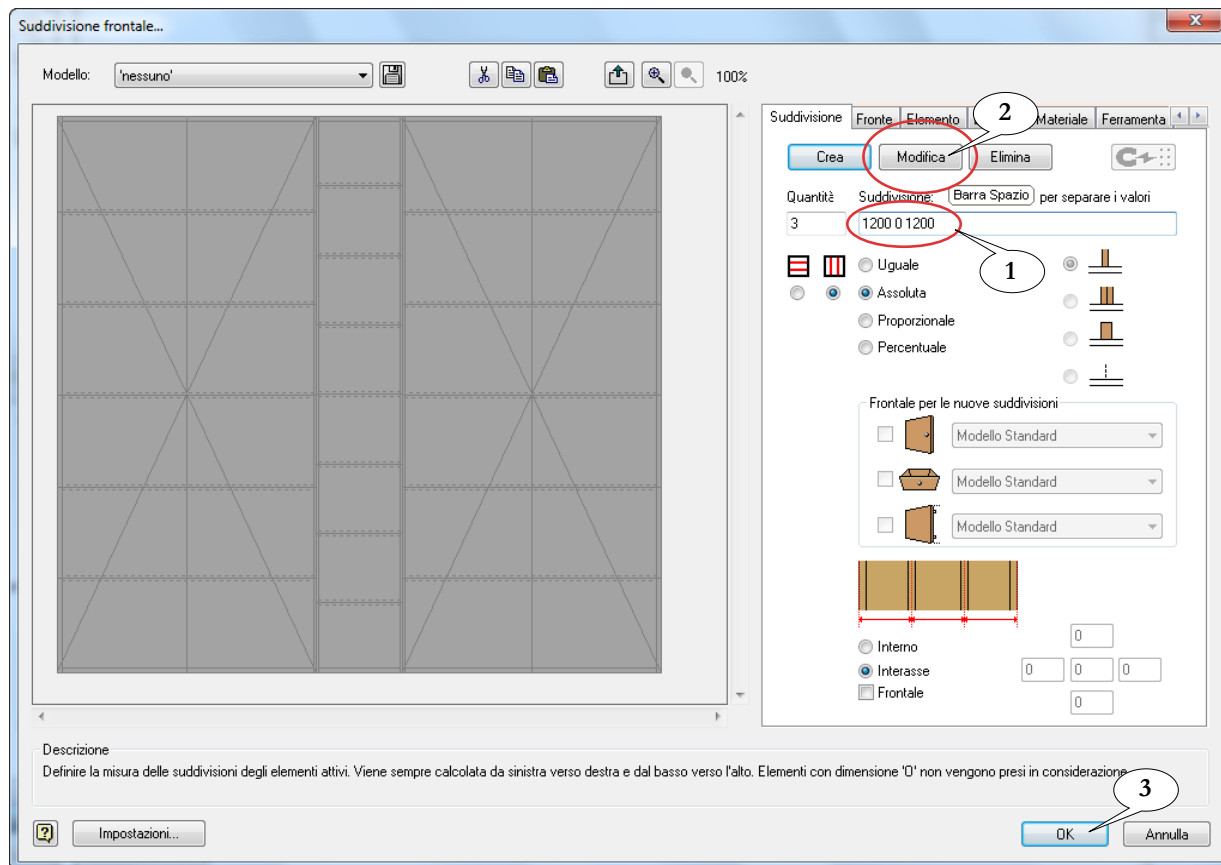 Suddivisione frontale...
Modello: 'nessuno' 100%
Suddivisione Fronte Elemento Materiale Ferramenta
2
Crea Modifica Elimina
Quantità Suddivisione: Barra Spazio per separare i valori
3 1200 0 1200
1
Uguale
Assoluta
Proporzionale
Percentuale
Frontale per le nuove suddivisioni
Modello Standard
Modello Standard
Modello Standard
Interno
Interasse
Frontale
0
0 0 0
0
Descrizione
Definire la misura delle suddivisioni degli elementi attivi. Viene sempre calcolata da sinistra verso destra e dal basso verso l'alto. Elementi con dimensione '0' non vengono presi in considerazione
3
Impostazioni... OK Annulla